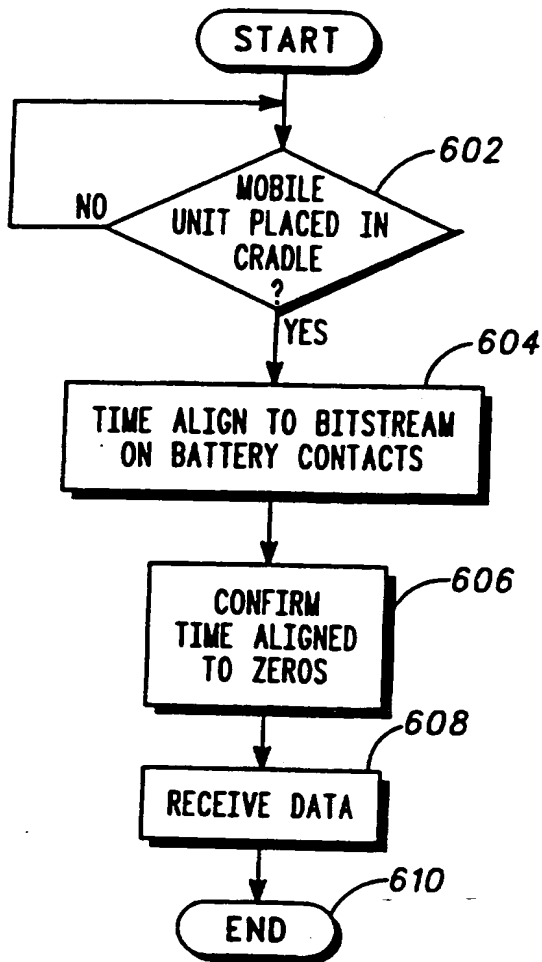 START
602
MOBILE
UNIT PLACED IN
CRADLE
?
NO
YES
604
TIME ALIGN TO BITSTREAM
ON BATTERY CONTACTS
606
CONFIRM
TIME ALIGNED
TO ZEROS
608
RECEIVE DATA
610
END